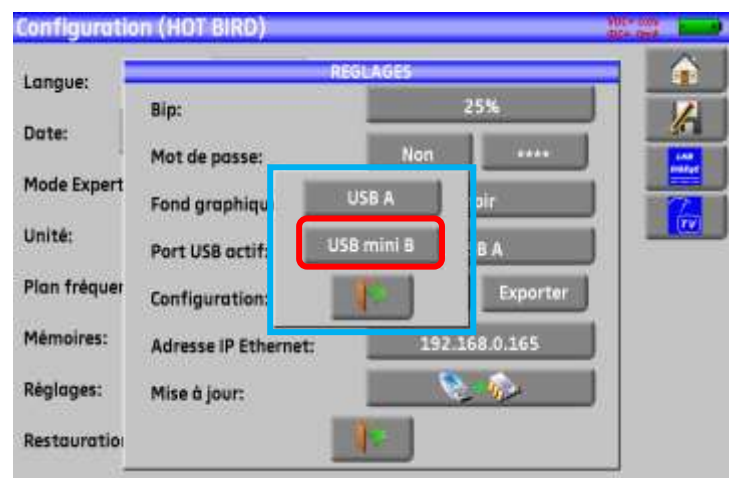 Configuration (HOT BIRD)
REGLAGES
Langue:
Bip: 25%
Date:
Mot de passe: Non ****
Mode Expert
USB A
Fond graphiqu oir
Unité:
USB mini B
Port USB actif: B A
Plan fréquer
Configuration: Exporter
Mémoires:
Adresse IP Ethernet: 192.168.0.165
Réglages:
Mise à jour:
Restauratio
TV